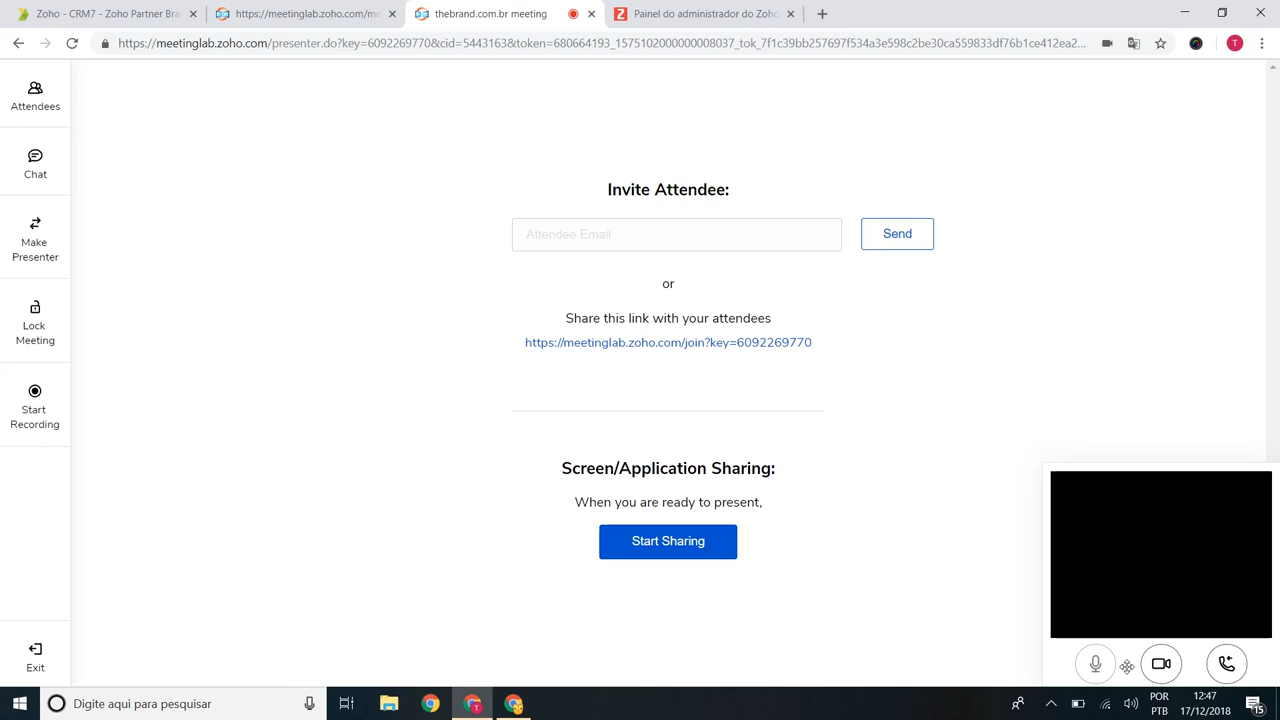 Zoho - CRM7 - Zoho Partner Bra
https://meetinglab.zoho.com/me
thebrand.com.br meeting
Painel do administrador do Zoho
https://meetinglab.zoho.com/presenter.do?key=6092269770&cid=5443163&token=680664193_1575102000000008037_tok_7f1c39bb257697f534a3e598c2be30ca559833df76b1ce412ea2...
T
Attendees
Chat
Make
Presenter
Lock
Meeting
Start
Recording
Exit
Invite Attendee:
Attendee Email
Send
or
Share this link with your attendees
https://meetinglab.zoho.com/join?key=6092269770
Screen/Application Sharing:
When you are ready to present,
Start Sharing
Digite aqui para pesquisar
POR
PTB
12:47
17/12/2018
15